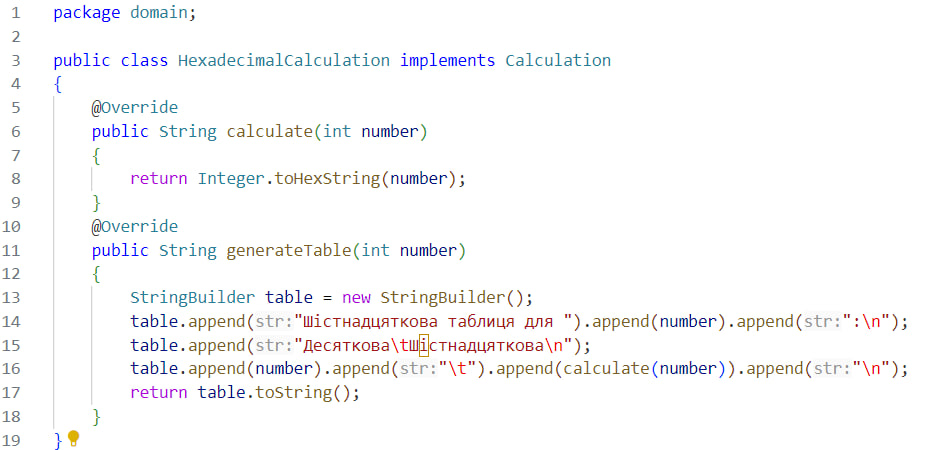 1 package domain;
2
3 public class HexadecimalCalculation implements Calculation
4 {
5     @Override
6     public String calculate(int number)
7     {
8         return Integer.toHexString(number);
9     }
10     @Override
11     public String generateTable(int number)
12     {
13         StringBuilder table = new StringBuilder();
14         table.append(str:"Шістнадцяткова таблиця для ").append(number).append(str:":\n");
15         table.append(str:"Десяткова\tШістнадцяткова\n");
16         table.append(number).append(str:"\t").append(calculate(number)).append(str:"\n");
17         return table.toString();
18     }
19 }